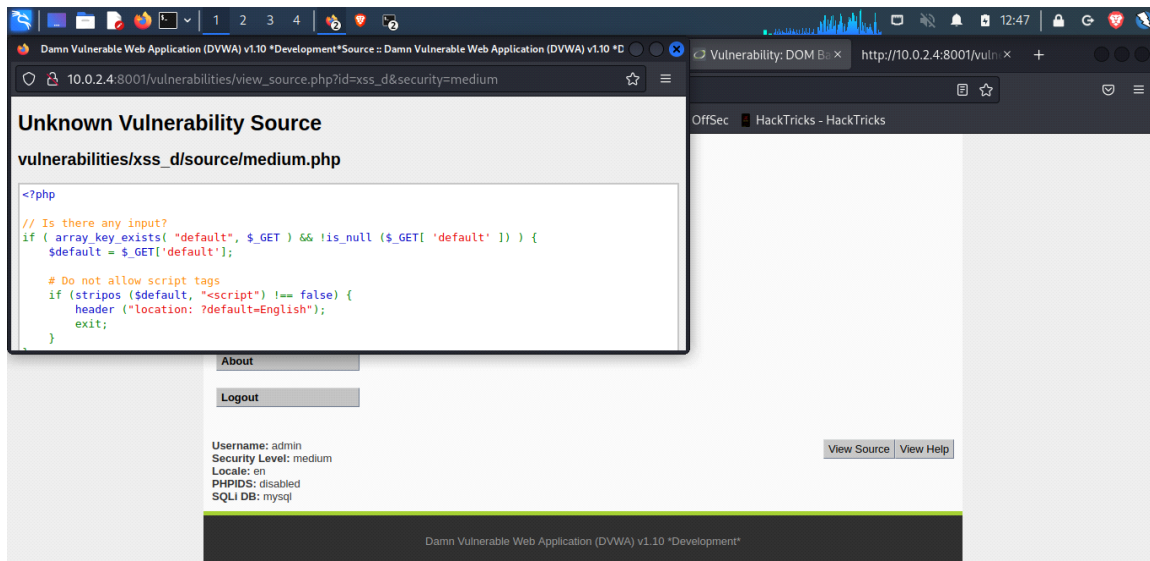 1 2 3 4 12:47
Damn Vulnerable Web Application (DVWA) v1.10 *Development*Source :: Damn Vulnerable Web Application (DVWA) v1.10 *D
Vulnerability: DOM Ba
http://10.0.2.4:8001/vuln
10.0.2.4:8001/vulnerabilities/view_source.php?id=xss_d&security=medium
OffSec HackTricks - HackTricks
Unknown Vulnerability Source
vulnerabilities/xss_d/source/medium.php
<?php
// Is there any input?
if ( array_key_exists( "default", $_GET ) && !is_null ($_GET[ 'default' ]) ) {
    $default = $_GET['default'];
    # Do not allow script tags
    if (stripos ($default, "<script") !== false) {
        header ("location: ?default=English");
        exit;
    }
About
Logout
Username: admin
Security Level: medium
Locale: en
PHPIDS: disabled
SQLi DB: mysql
View Source View Help
Damn Vulnerable Web Application (DVWA) v1.10 *Development*